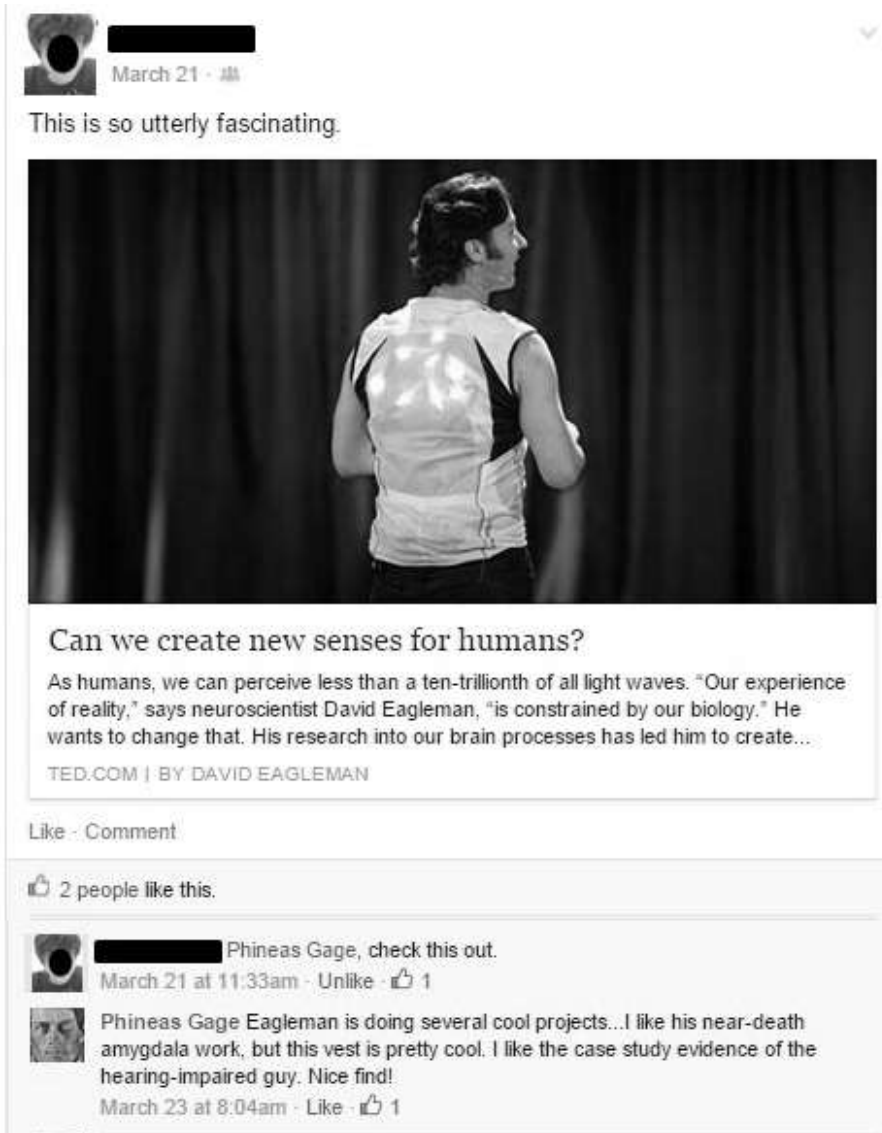 March 21 ·
This is so utterly fascinating.
Can we create new senses for humans?
As humans, we can perceive less than a ten-trillionth of all light waves. “Our experience
of reality,” says neuroscientist David Eagleman, “is constrained by our biology.” He
wants to change that. His research into our brain processes has led him to create...
TED.COM | BY DAVID EAGLEMAN
Like · Comment
2 people like this.
Phineas Gage, check this out.
March 21 at 11:33am · Unlike · 1
Phineas Gage Eagleman is doing several cool projects...I like his near-death
amygdala work, but this vest is pretty cool. I like the case study evidence of the
hearing-impaired guy. Nice find!
March 23 at 8:04am · Like · 1